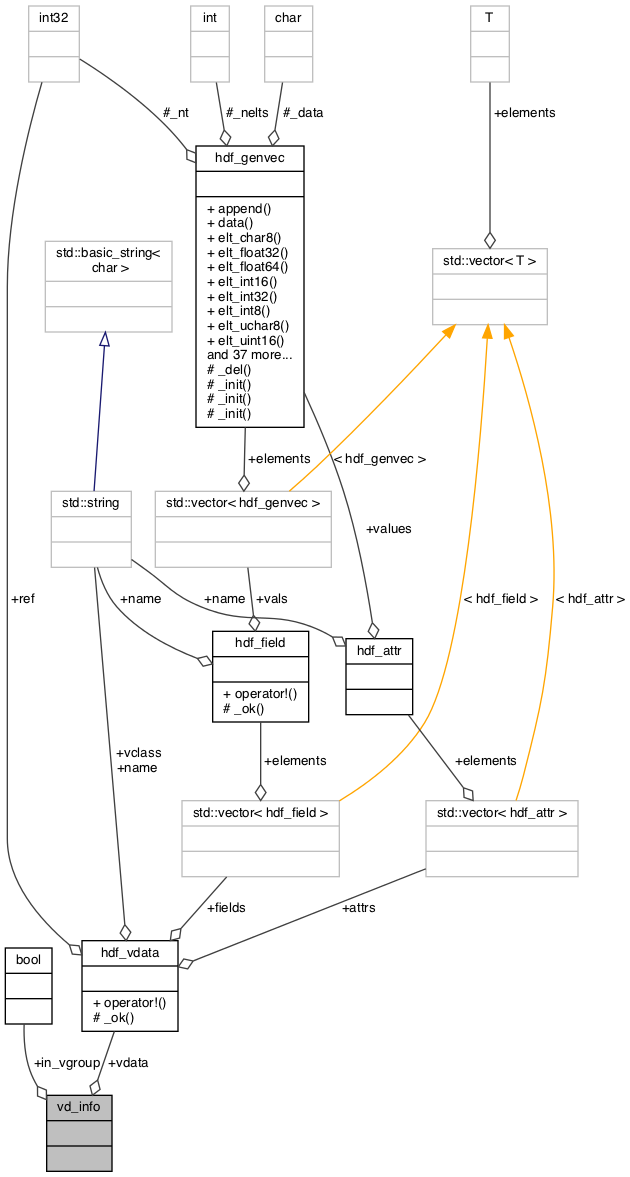 int32
int
char
T
#_nt
#_nelts
#_data
+elements
hdf_genvec
+ append()
+ data()
+ elt_char8()
+ elt_float32()
+ elt_float64()
+ elt_int16()
+ elt_int32()
+ elt_int8()
+ elt_uchar8()
+ elt_uint16()
and 37 more...
# _del()
# _init()
# _init()
# _init()
std::basic_string<
char >
std::vector< T >
+elements
< hdf_genvec >
std::string
std::vector< hdf_genvec >
+values
+ref
+name
+name
+vals
< hdf_field >
< hdf_attr >
hdf_field
+ operator!()
# _ok()
hdf_attr
+vclass
+name
+elements
+elements
std::vector< hdf_field >
std::vector< hdf_attr >
+fields
+attrs
bool
hdf_vdata
+ operator!()
# _ok()
+in_vgroup
+vdata
vd_info